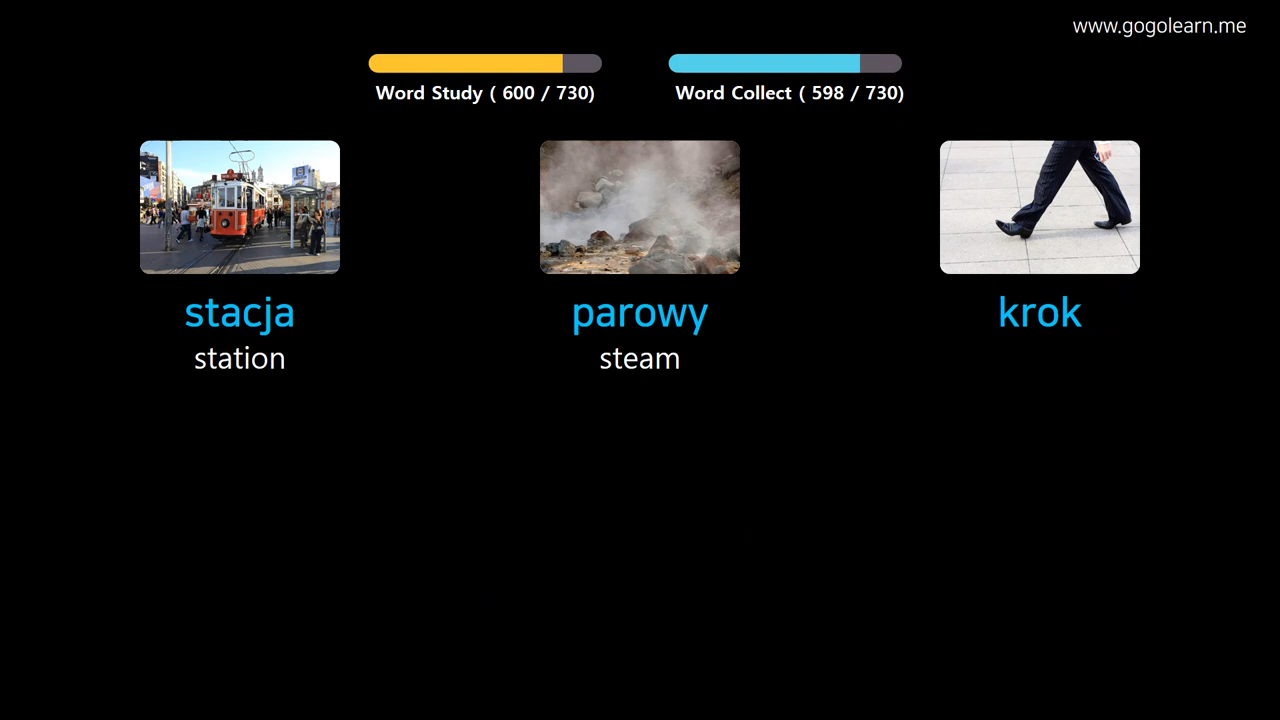 www.gogolearn.me
Word Study ( 600 / 730)
Word Collect ( 598 / 730)
stacja
parowy
krok
station
steam